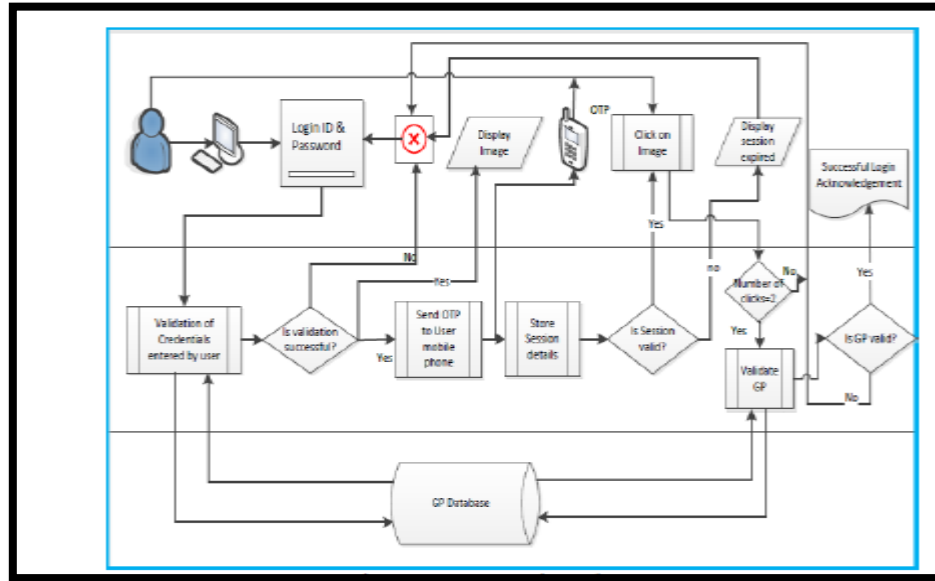 Login ID &
Password
Display
Image
OTP
Click on
Image
Display
session
expired
Successful Login
Acknowledgement
No
Yes
Yes
no
No
Yes
Validation of
Credentials
entered by user
Is validation
successful?
Yes
Send OTP
to User
mobile
phone
Store
Session
details
Is Session
valid?
Number of
clicks=2
Yes
Validate
GP
Is GP valid?
No
GP Database